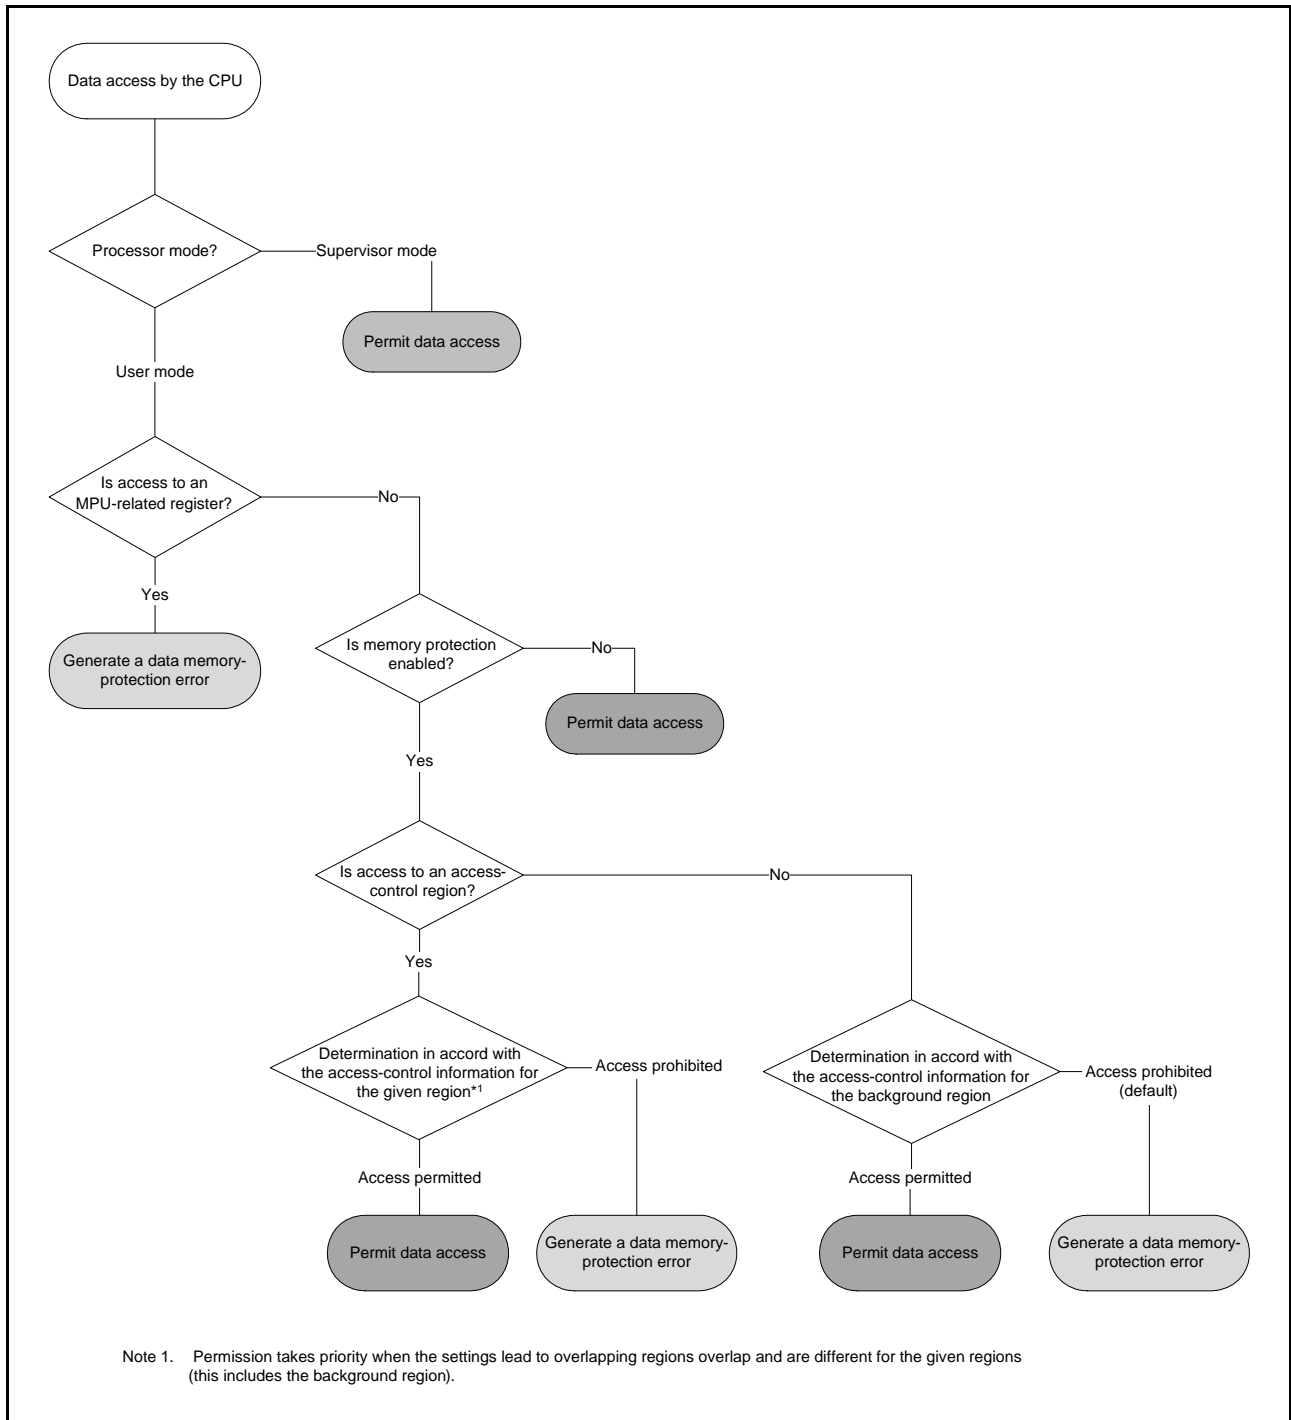 Data access by the CPU
Processor mode?
Supervisor mode
Permit data access
User mode
Is access to an
MPU-related register?
No
Yes
Generate a data memory-
protection error
Is memory protection
enabled?
No
Permit data access
Yes
Is access to an access-
control region?
No
Yes
Determination in accord with
the access-control information for
the given region*1
Access prohibited
Determination in accord with
the access-control information for
the background region
Access prohibited
(default)
Access permitted
Access permitted
Permit data access
Generate a data memory-
protection error
Permit data access
Generate a data memory-
protection error
Note 1. Permission takes priority when the settings lead to overlapping regions overlap and are different for the given regions
(this includes the background region).